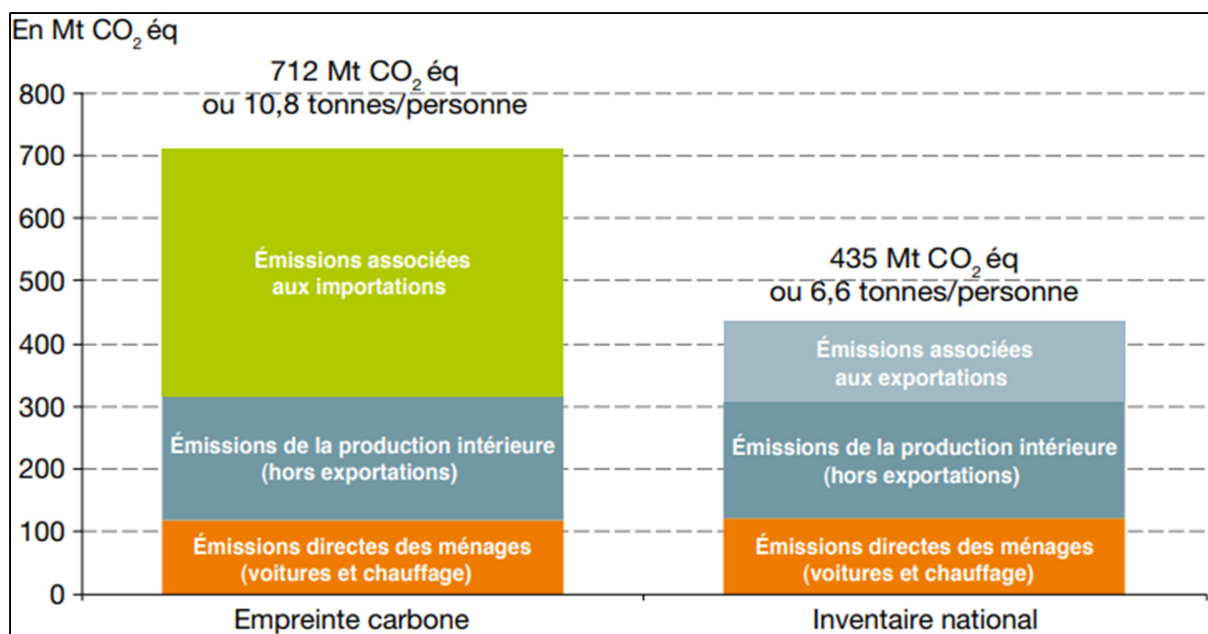 En Mt CO₂ éq
712 Mt CO₂ éq
ou 10,8 tonnes/personne
800
700
600
500
400
300
200
100
0
Émissions associées
aux importations
Émissions de la production intérieure
(hors exportations)
Émissions directes des ménages
(voitures et chauffage)
Empreinte carbone
435 Mt CO₂ éq
ou 6,6 tonnes/personne
Émissions associées
aux exportations
Émissions de la production intérieure
(hors exportations)
Émissions directes des ménages
(voitures et chauffage)
Inventaire national